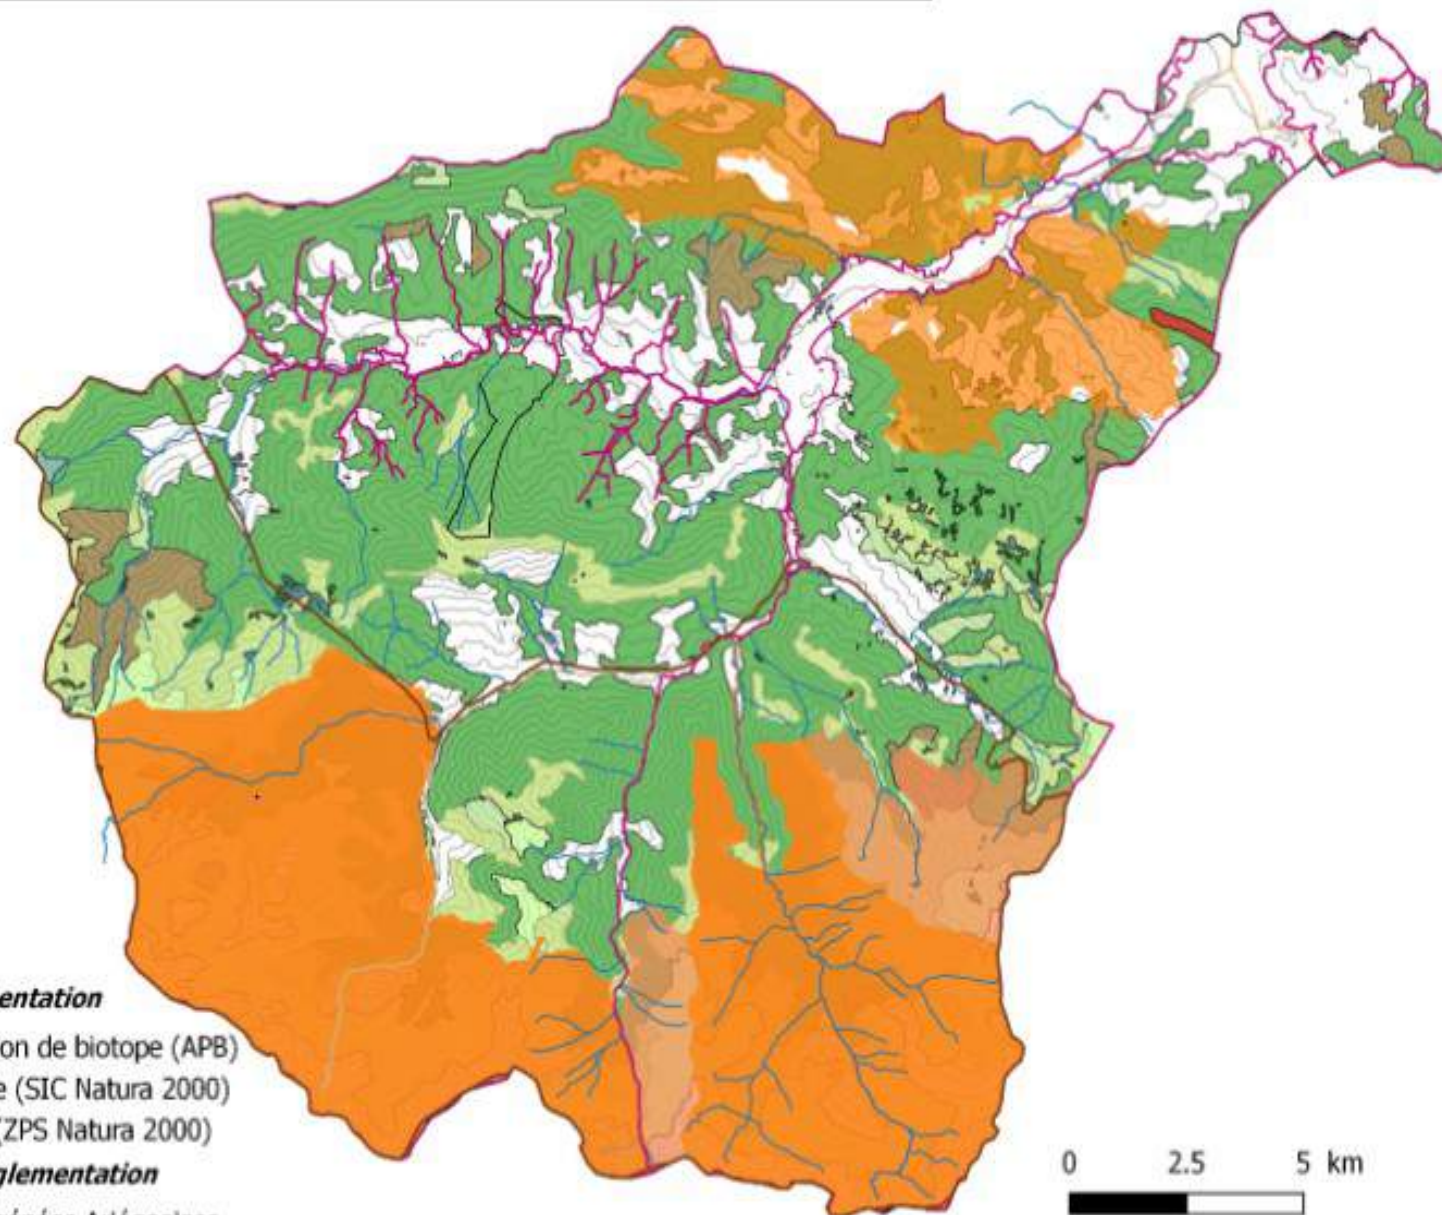 entation
on de biotope (APB)
e (SIC Natura 2000)
(ZPS Natura 2000)
glementation
0 2.5 5 km